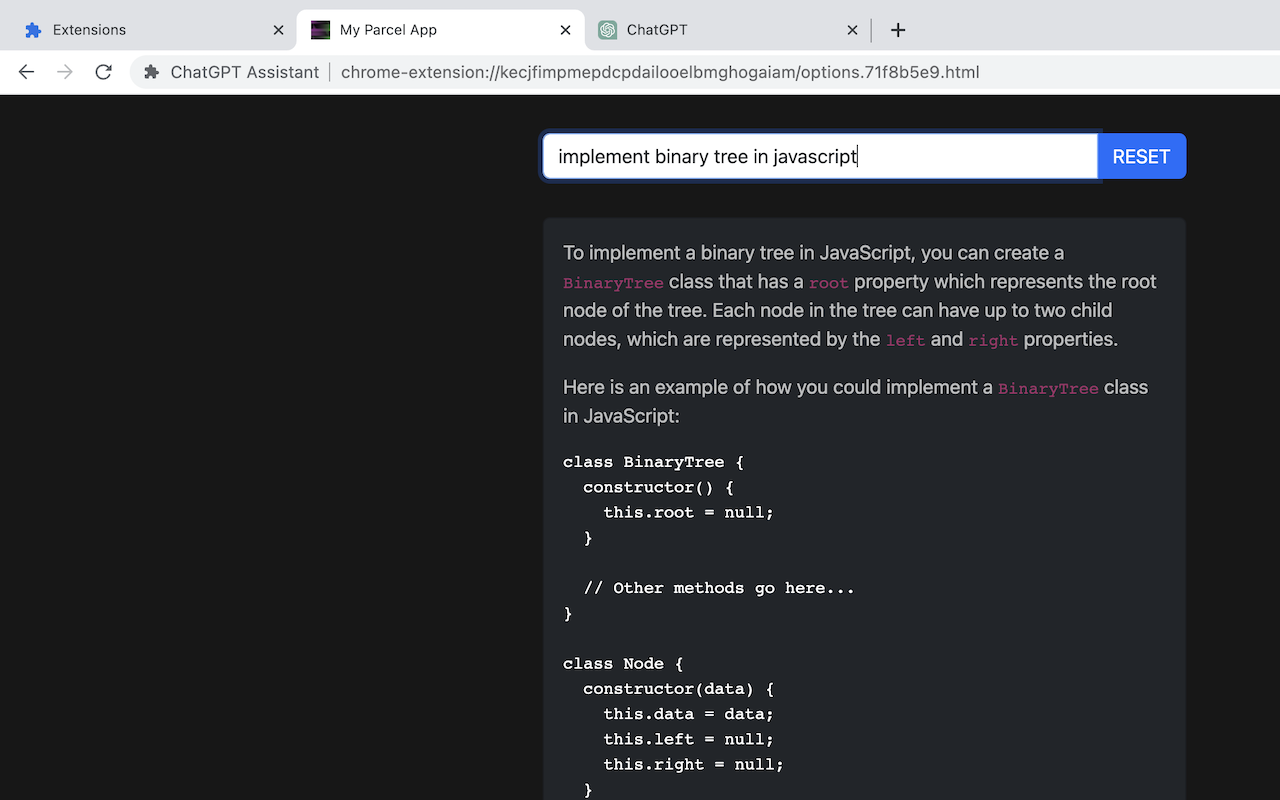 Extensions
My Parcel App
ChatGPT
ChatGPT Assistant | chrome-extension://kecjfimpmepdcpdailooelbmghogaiam/options.71f8b5e9.html
implement binary tree in javascript
RESET
To implement a binary tree in JavaScript, you can create a
BinaryTree class that has a root property which represents the root
node of the tree. Each node in the tree can have up to two child
nodes, which are represented by the left and right properties.
Here is an example of how you could implement a BinaryTree class
in JavaScript:
class BinaryTree {
  constructor() {
    this.root = null;
  }
  // Other methods go here...
}
class Node {
  constructor(data) {
    this.data = data;
    this.left = null;
    this.right = null;
  }